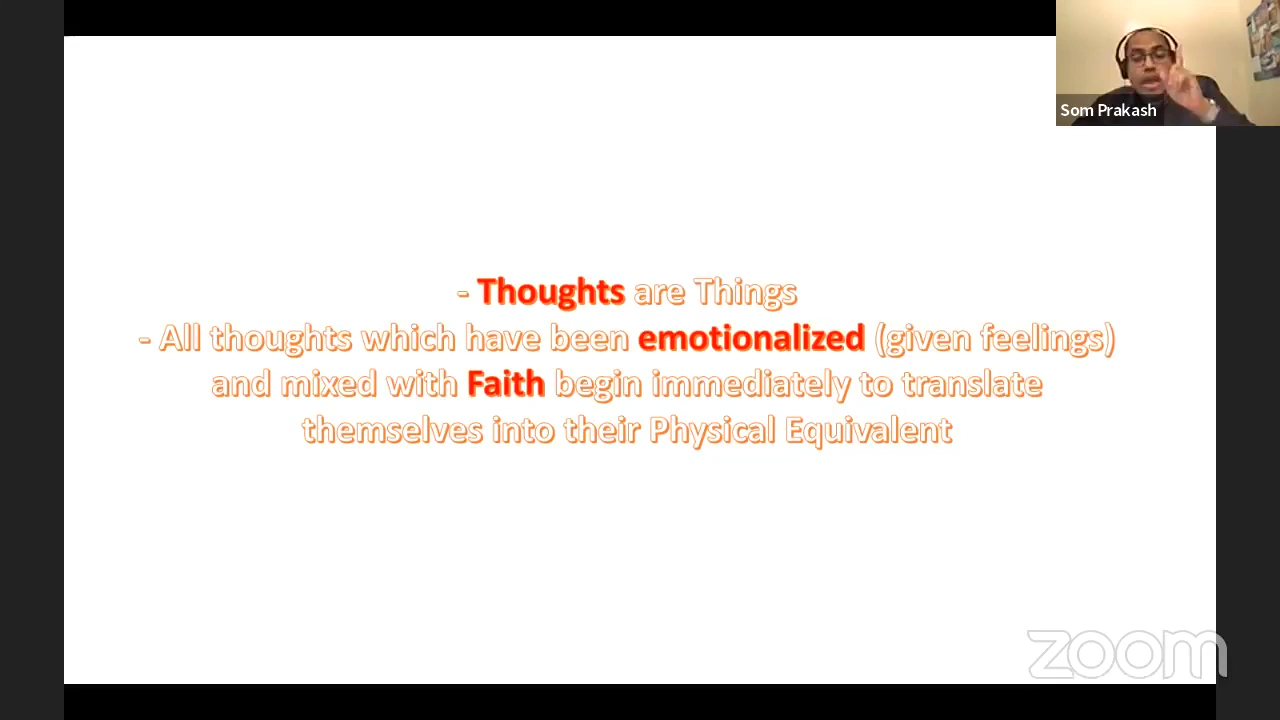 Som Prakash
- Thoughts are Things
- All thoughts which have been emotionalized (given feelings)
and mixed with Faith begin immediately to translate
themselves into their Physical Equivalent
zoom